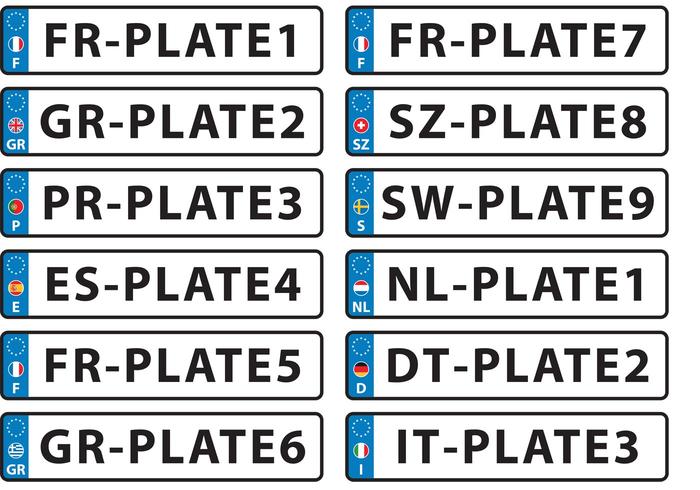 FR-PLATE1
F
GR-PLATE2
GR
PR-PLATE3
P
ES-PLATE4
E
FR-PLATE5
F
GR-PLATE6
GR
FR-PLATE7
F
SZ-PLATE8
SZ
SW-PLATE9
S
NL-PLATE1
NL
DT-PLATE2
D
IT-PLATE3
I